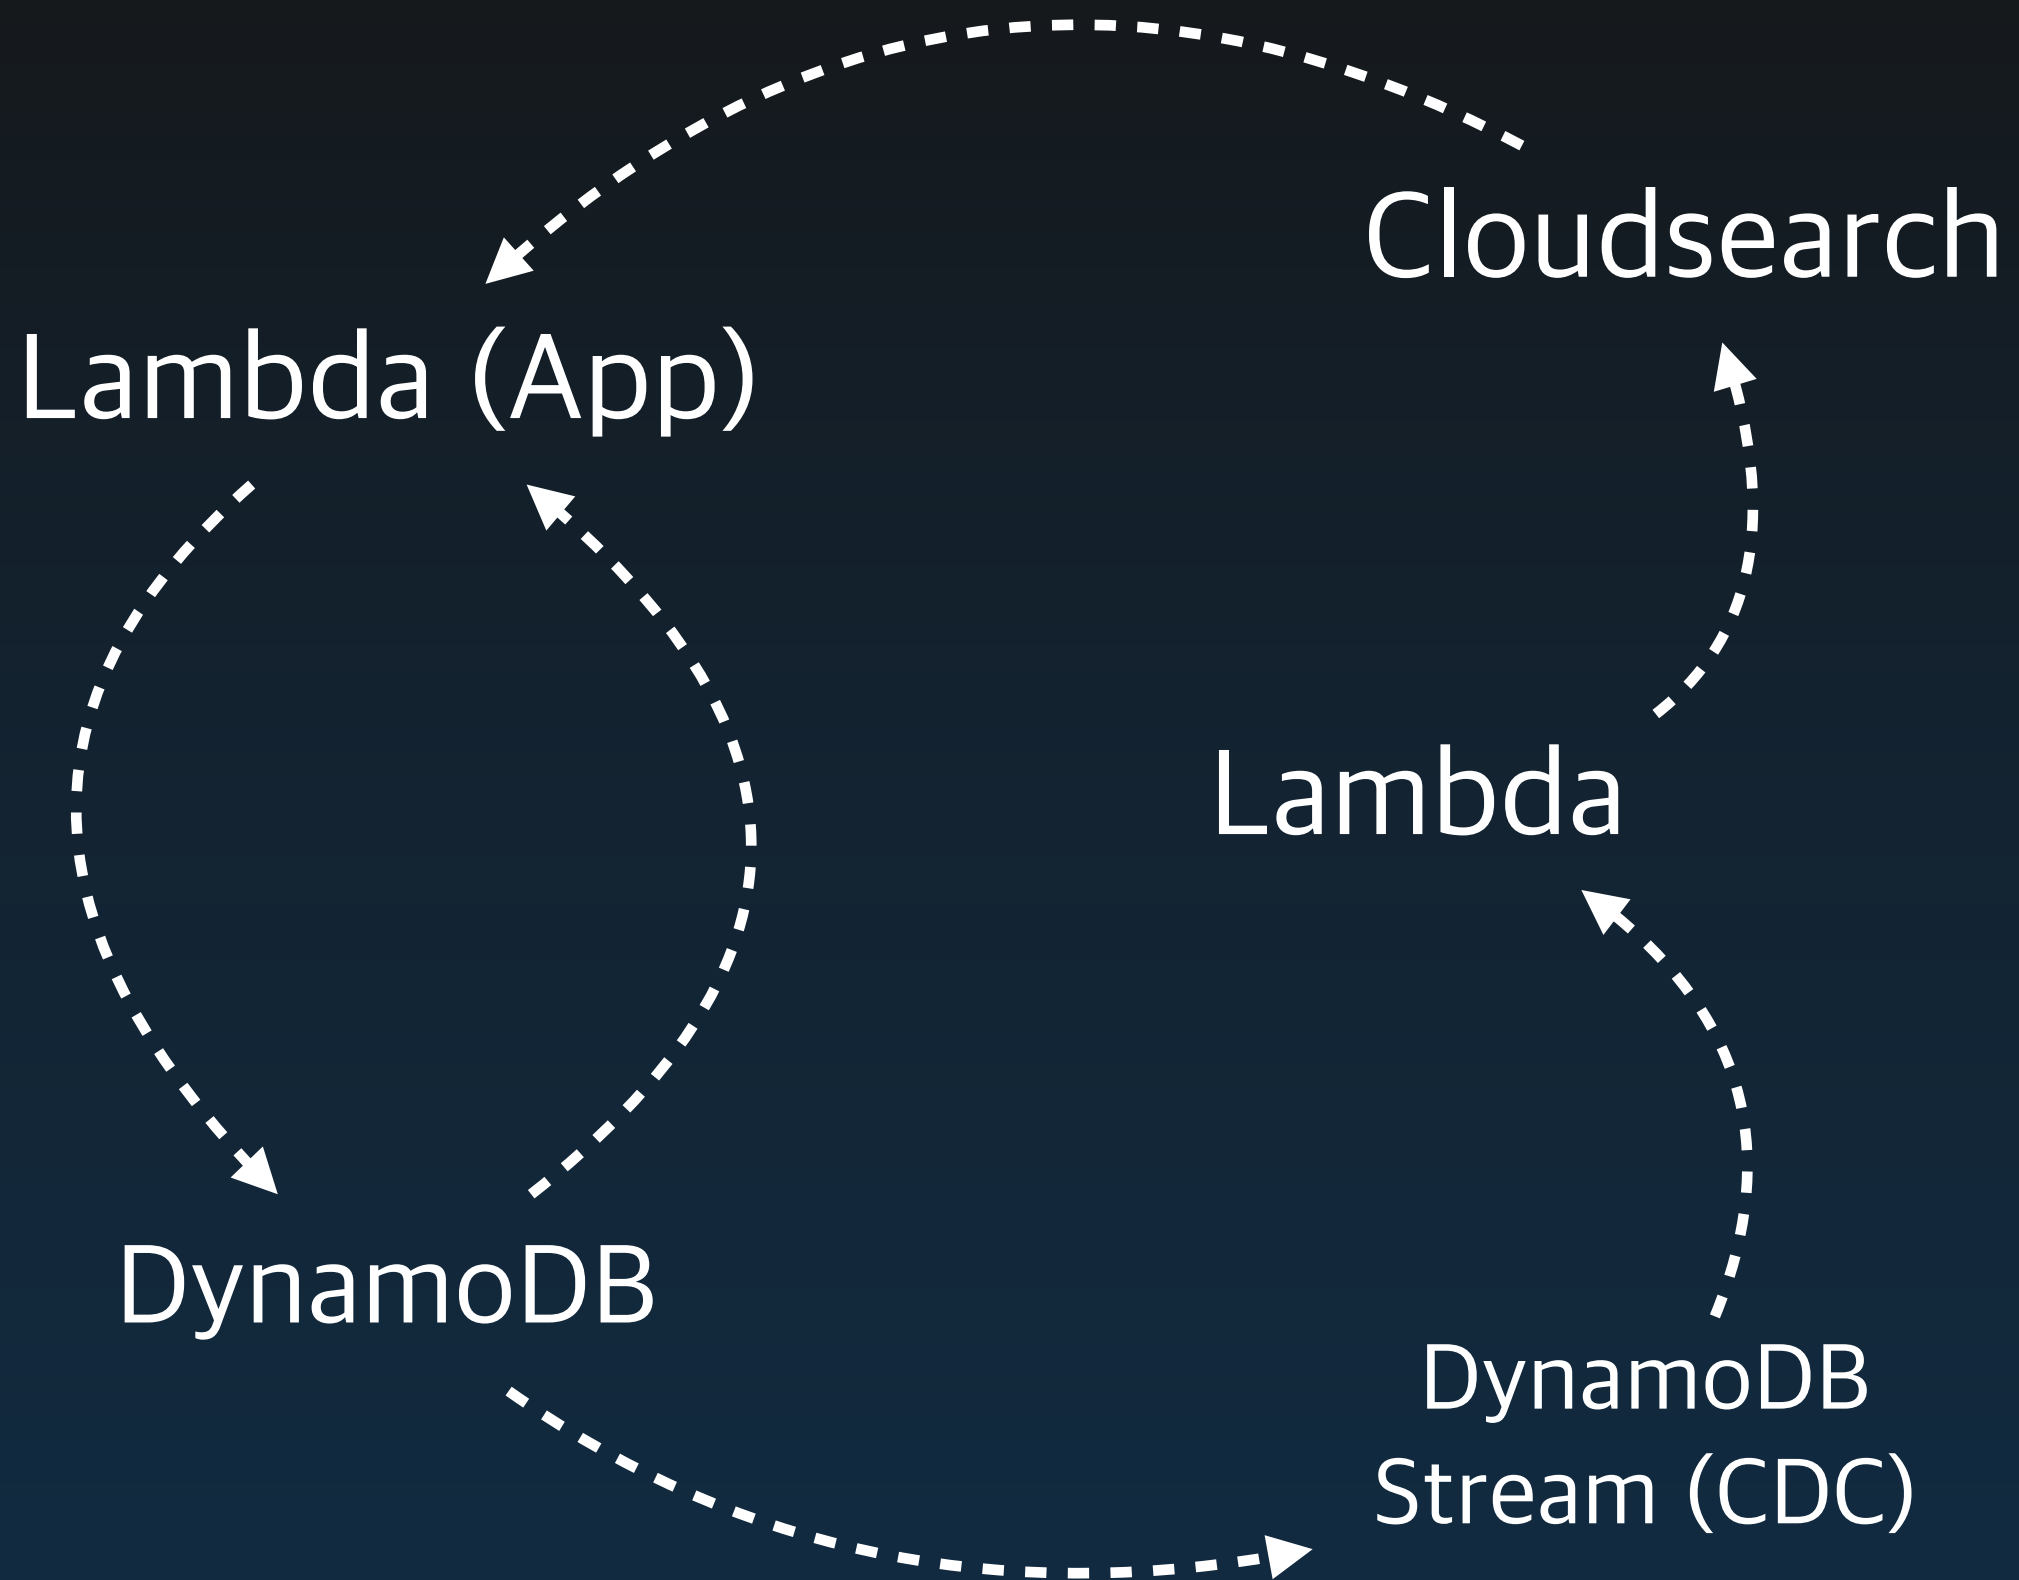 Cloudsearch
Lambda (App)
Lambda
DynamoDB
DynamoDB
Stream (CDC)